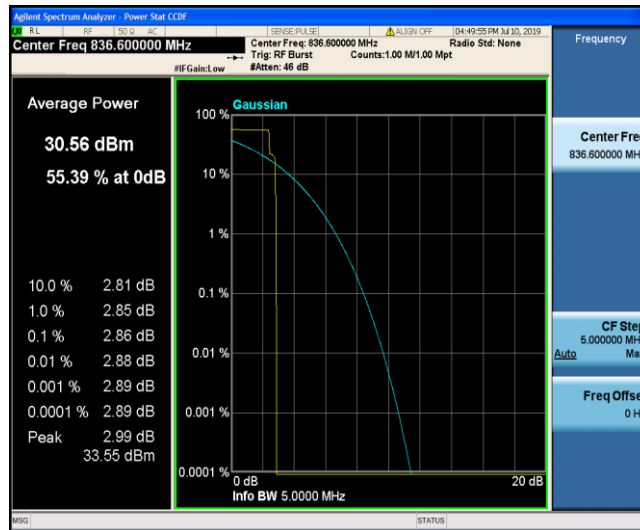 Agilent Spectrum Analyzer - Power Stat CCDF
RL RF 50 Ω AC SENSE:PULSE ALIGN OFF 04:49:55 PM Jul 10, 2019
Center Freq 836.600000 MHz
Center Freq: 836.600000 MHz Radio Std: None
Trig: RF Burst Counts:1.00 M/1.00 Mpt
#IFGain:Low #Atten: 46 dB
Frequency
Average Power
30.56 dBm
55.39 % at 0dB
10.0 % 2.81 dB
1.0 % 2.85 dB
0.1 % 2.86 dB
0.01 % 2.88 dB
0.001 % 2.89 dB
0.0001 % 2.89 dB
Peak 2.99 dB
33.55 dBm
Gaussian
100 %
10 %
1 %
0.1 %
0.01 %
0.001 %
0.0001 %
0 dB 20 dB
Info BW 5.0000 MHz
Center Fre
836.600000 MH
CF Step
5.000000 MH
Auto Ma
Freq Offse
0 H
MSG STATUS